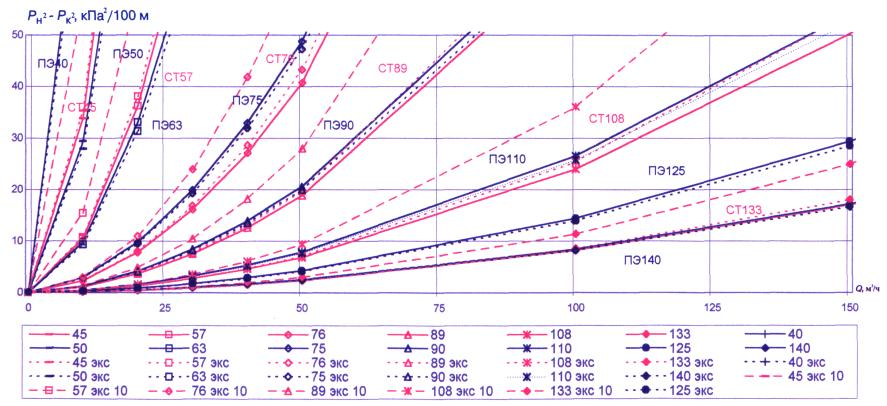 Pн² - Pк², кПа²/100 м
50
40
30
20
10
0
ПЭ40
ПЭ50
СТ57
ПЭ63
ПЭ75
СТ89
ПЭ90
СТ108
ПЭ110
ПЭ125
СТ133
ПЭ140
0 25 50 75 100 125 150 Q, м³/ч
45 57 76 89 108 133 40
50 63 75 90 110 125 140
45 экс 57 экс 76 экс 89 экс 108 экс 133 экс 40 экс
50 экс 63 экс 75 экс 90 экс 110 экс 140 экс 45 экс 10
57 экс 10 76 экс 10 89 экс 10 108 экс 10 133 экс 10 125 экс